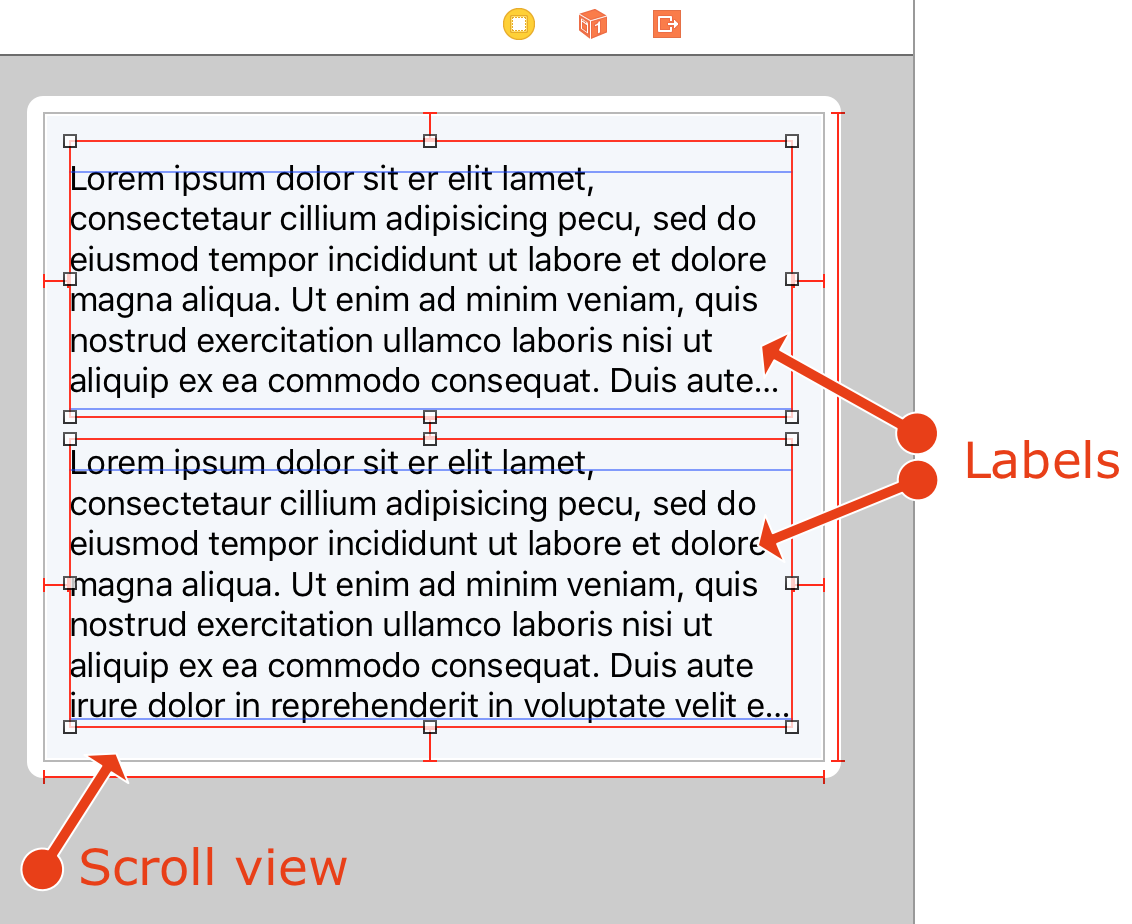 1
Lorem ipsum dolor sit er elit lamet,
consectetaur cillium adipisicing pecu, sed do
eiusmod tempor incididunt ut labore et dolore
magna aliqua. Ut enim ad minim veniam, quis
nostrud exercitation ullamco laboris nisi ut
aliquip ex ea commodo consequat. Duis aute...
Lorem ipsum dolor sit er elit lamet,
consectetaur cillium adipisicing pecu, sed do
eiusmod tempor incididunt ut labore et dolore
magna aliqua. Ut enim ad minim veniam, quis
nostrud exercitation ullamco laboris nisi ut
aliquip ex ea commodo consequat. Duis aute
irure dolor in reprehenderit in voluptate velit e...
Labels
Scroll view